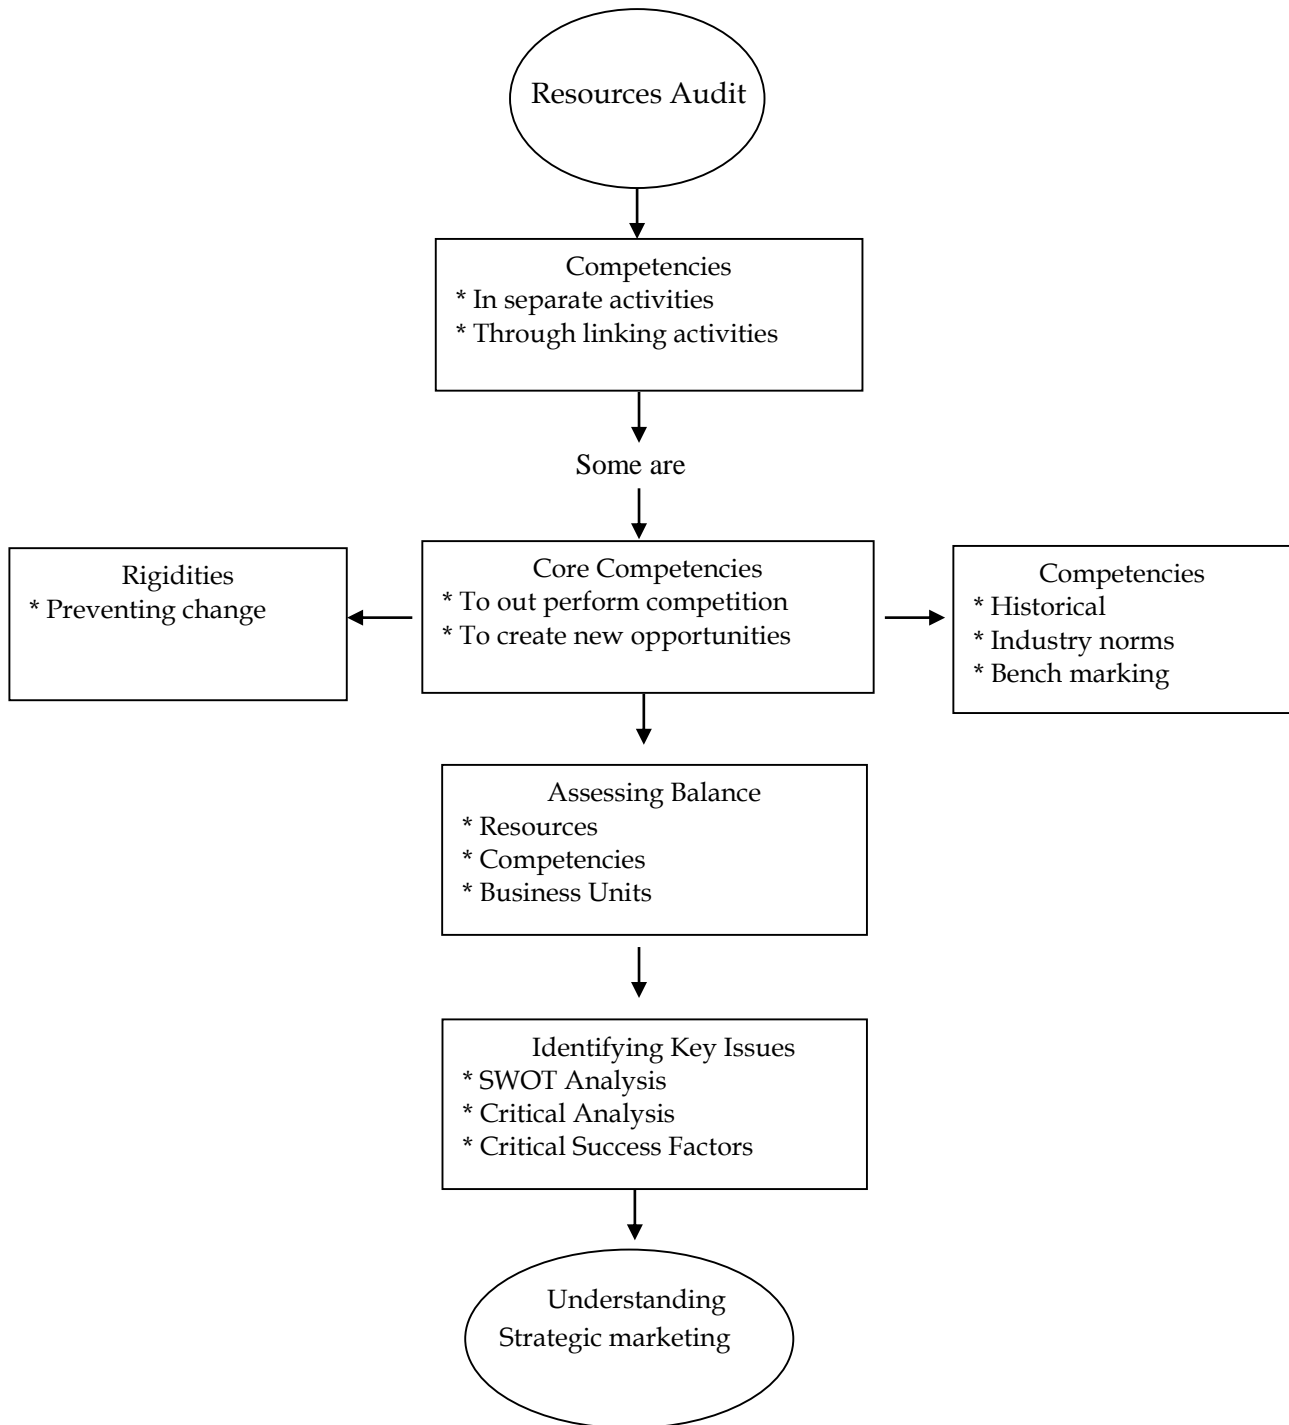 Resources Audit
Competencies
* In separate activities
* Through linking activities
Some are
Rigidities
* Preventing change
Core Competencies
* To out perform competition
* To create new opportunities
Competencies
* Historical
* Industry norms
* Bench marking
Assessing Balance
* Resources
* Competencies
* Business Units
Identifying Key Issues
* SWOT Analysis
* Critical Analysis
* Critical Success Factors
Understanding
Strategic marketing